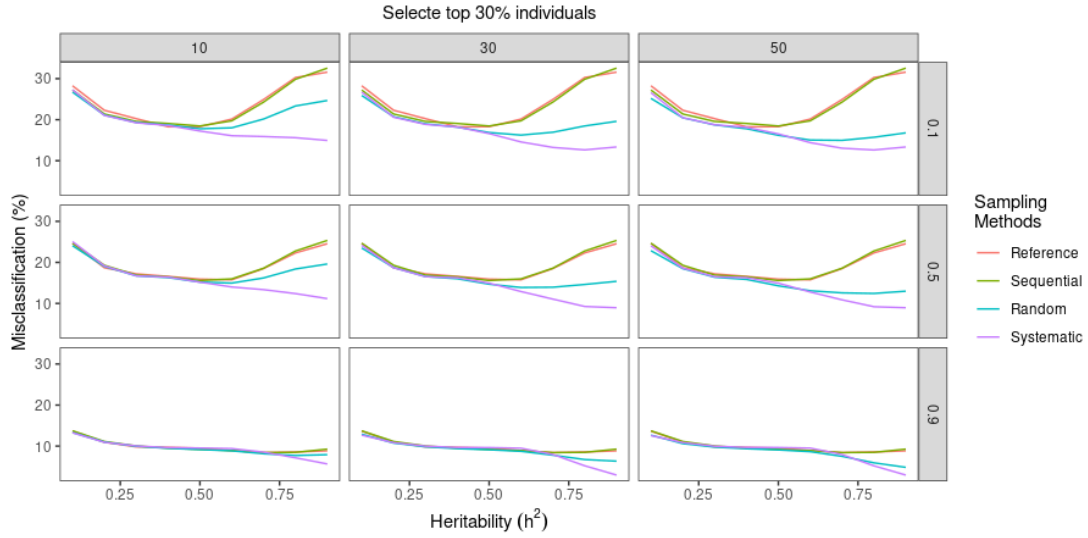 Selecte top 30% individuals
10 30 50
30
20
10
0.1
30
20
10
0.5
30
20
10
0.9
Misclassification (%)
0.25 0.50 0.75 0.25 0.50 0.75 0.25 0.50 0.75
Heritability (h²)
Sampling
Methods
Reference
Sequential
Random
Systematic